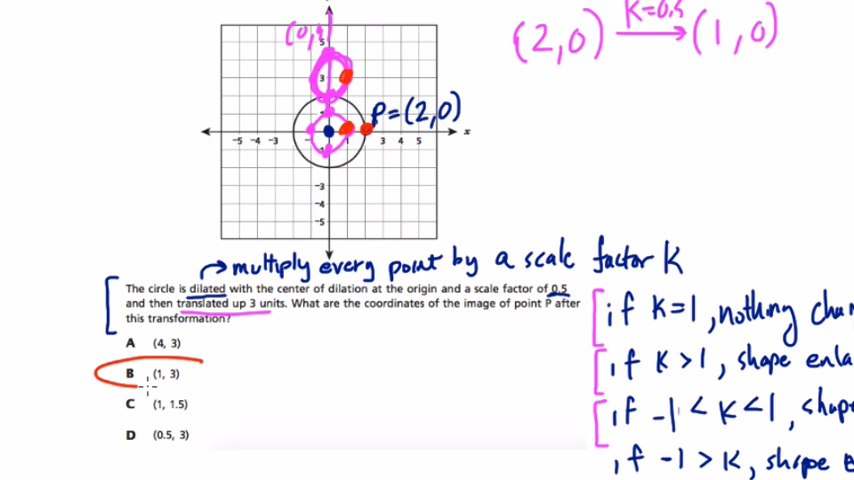 (0,
5
3
K=0.5
(2,0) → (1,0)
P=(2,0)
x
-5 -4 -3 3 4 5
-3
-4
-5
→ multiply every point by a scale factor K
The circle is dilated with the center of dilation at the origin and a scale factor of 0.5
and then translated up 3 units. What are the coordinates of the image of point P after
this transformation?
A (4, 3)
B (1, 3)
C (1, 1.5)
D (0.5, 3)
if K=1, nothing
if K>1, shape
if -1<K<1,
if -1>K, shape